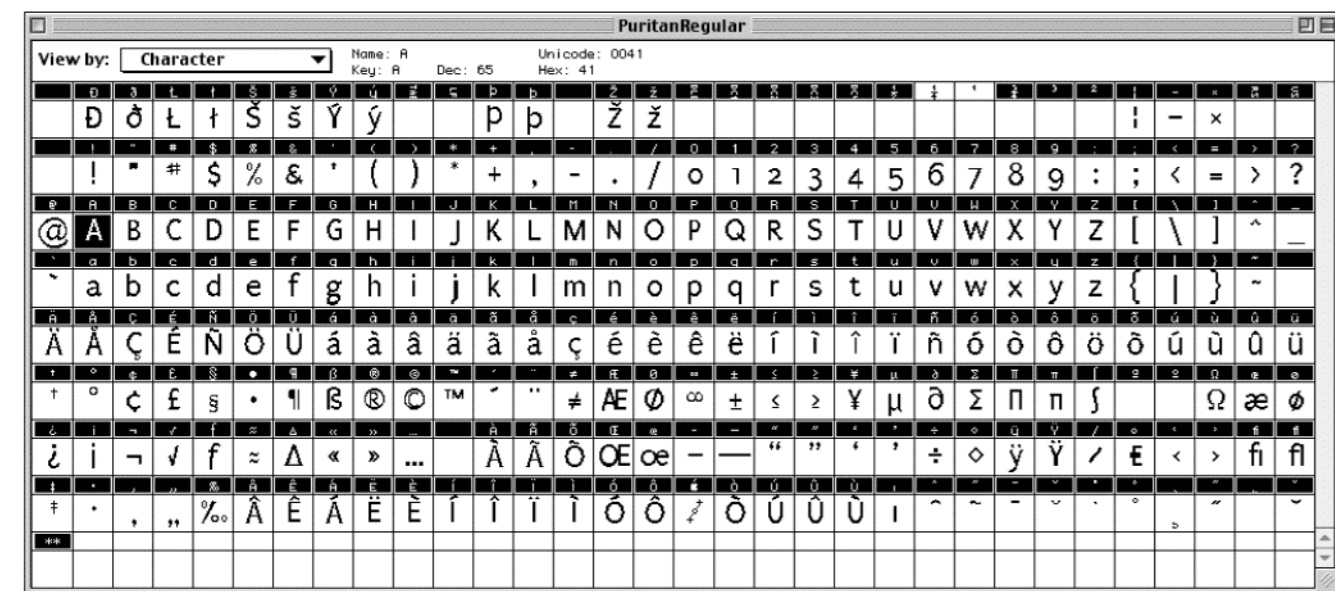 PuritanRegular
View by: Character Name: A Unicode: 0041
Key: A Dec: 65 Hex: 41
Đ ð Ł ł Š š Ý ý Þ þ Ž ž ¦ − ×
! " # $ % & ' ( ) * + , - . / 0 1 2 3 4 5 6 7 8 9 : ; < = > ?
@ A B C D E F G H I J K L M N O P Q R S T U V W X Y Z [ \ ] ^ _
` a b c d e f g h i j k l m n o p q r s t u v w x y z { | } ~
Ä Å Ç É Ñ Ö Ü á à â ä ã å ç é è ê ë í ì î ï ñ ó ò ô ö õ ú ù û ü
† ° ¢ £ § • ¶ ß ® © ™ ´ ¨ ≠ Æ Ø ∞ ± ≤ ≥ ¥ µ ∂ Σ Π π ∫ Ω æ ø
¿ ¡ ¬ √ ƒ ≈ Δ « » … À Ã Õ Œ œ – — “ ” ‘ ’ ÷ ◊ ÿ Ÿ ⁄ € ‹ › fi fl
‡ · ‚ „ ‰ Â Ê Á Ë È Í Î Ï Ì Ó Ô Ò Ú Û Ù ı ˆ ˜ ¯ ˘ ˙ ˚ ¸ ˝ ˇ
**